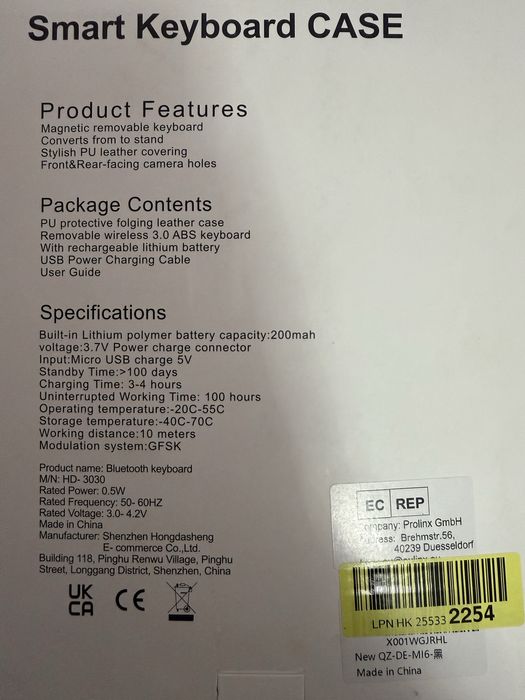 Smart Keyboard CASE
Product Features
Magnetic removable keyboard
Converts from to stand
Stylish PU leather covering
Front&Rear-facing camera holes
Package Contents
PU protective folging leather case
Removable wireless 3.0 ABS keyboard
With rechargeable lithium battery
USB Power Charging Cable
User Guide
Specifications
Built-in Lithium polymer battery capacity:200mah
voltage:3.7V Power charge connector
Input:Micro USB charge 5V
Standby Time:>100 days
Charging Time: 3-4 hours
Uninterrupted Working Time: 100 hours
Operating temperature:-20C-55C
Storage temperature:-40C-70C
Working distance:10 meters
Modulation system:GFSK
Product name: Bluetooth keyboard
M/N: HD- 3030
Rated Power: 0.5W
Rated Frequency: 50- 60HZ
Rated Voltage: 3.0- 4.2V
Made in China
Manufacturer: Shenzhen Hongdasheng
E- commerce Co.,Ltd.
Building 118, Pinghu Renwu Village, Pinghu
Street, Longgang District, Shenzhen, China
UK
CA
CE
EC REP
ompany: Prolinx GmbH
ress: Brehmstr.56,
40239 Duesseldorf
LPN HK 25533 2254
X001WGJRHL
New QZ-DE-MI6-黑
Made in China